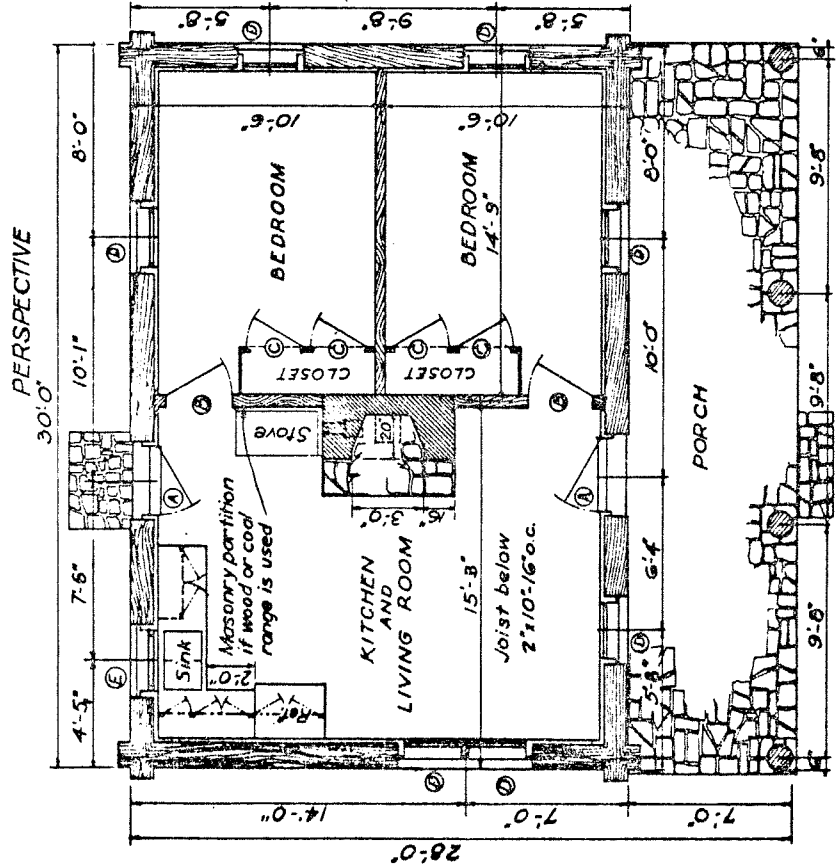 PERSPECTIVE
30'-0"
8'-0"
10'-1"
7'-6"
4'-5"
5'-8"
9'-8"
5'-8"
D
D
10'-6"
10'-6"
BEDROOM
BEDROOM
14'-9"
D
D
C
C
C
C
CLOSET
CLOSET
B
B
Stove
20"
16"
3'-0"
A
A
Masonry partition
if wood or coal
range is used
Sink
2'-0"
Ref.
E
KITCHEN
AND
LIVING ROOM
15'-3"
Joist below
2"x10"-16"o.c.
D
D
D
8'-0"
10'-0"
6'-4
5'-8"
PORCH
6"
9'-8"
9'-8"
9'-8"
6"
14'-0"
7'-0"
7'-0"
28'-0"